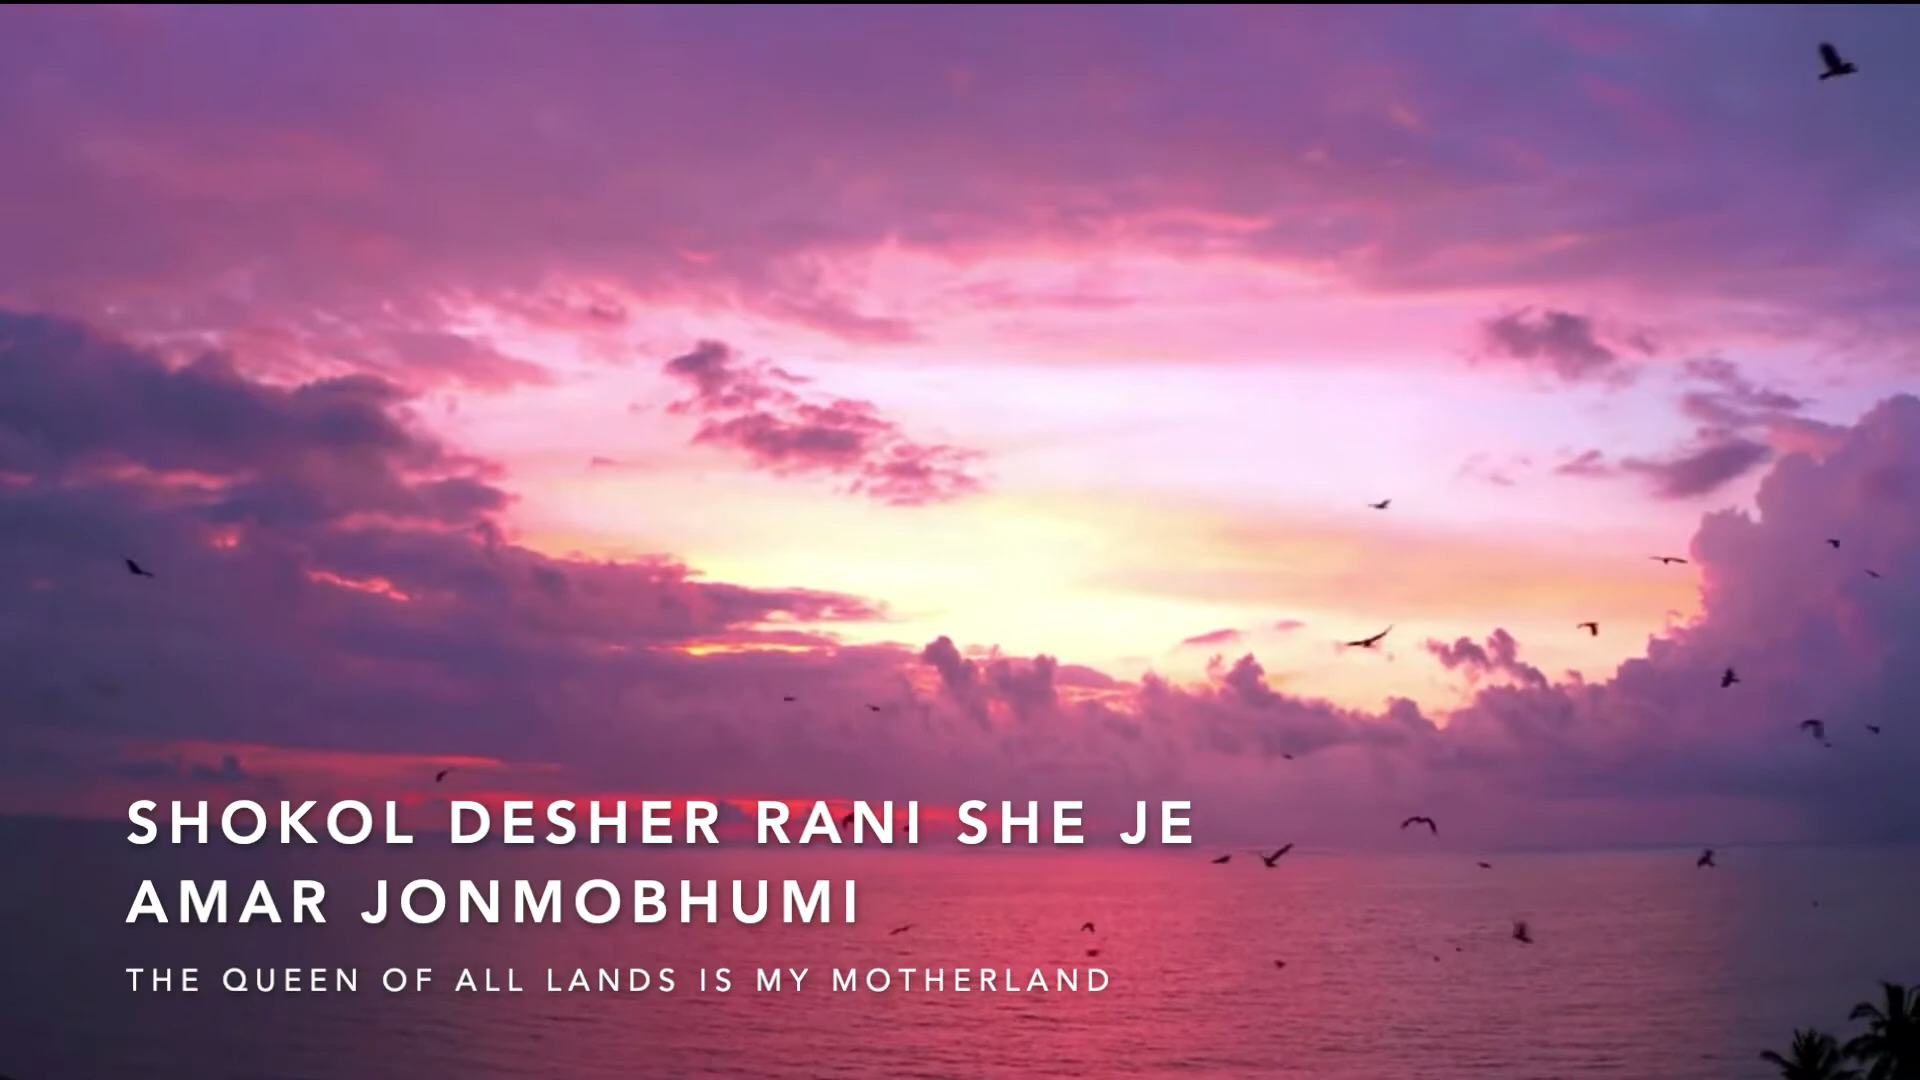 SHOKOL DESHER RANI SHE JE
AMAR JONMOBHUMI
THE QUEEN OF ALL LANDS IS MY MOTHERLAND